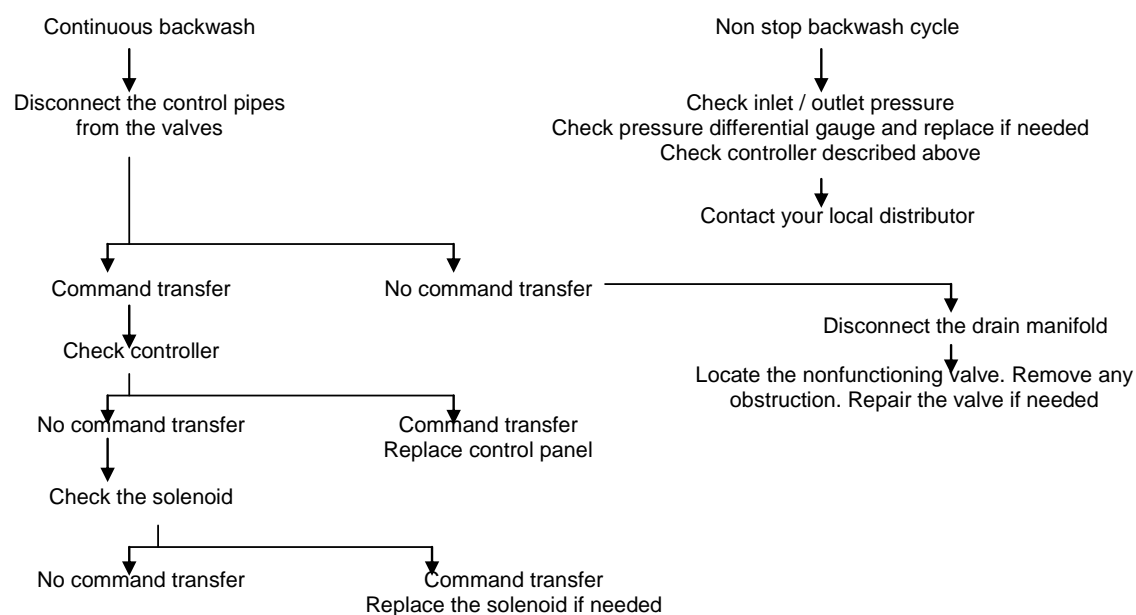 Continuous backwash
Non stop backwash cycle
Disconnect the control pipes
from the valves
Check inlet / outlet pressure
Check pressure differential gauge and replace if needed
Check controller described above
Contact your local distributor
Command transfer
No command transfer
Disconnect the drain manifold
Check controller
Locate the nonfunctioning valve. Remove any
obstruction. Repair the valve if needed
No command transfer
Command transfer
Replace control panel
Check the solenoid
No command transfer
Command transfer
Replace the solenoid if needed